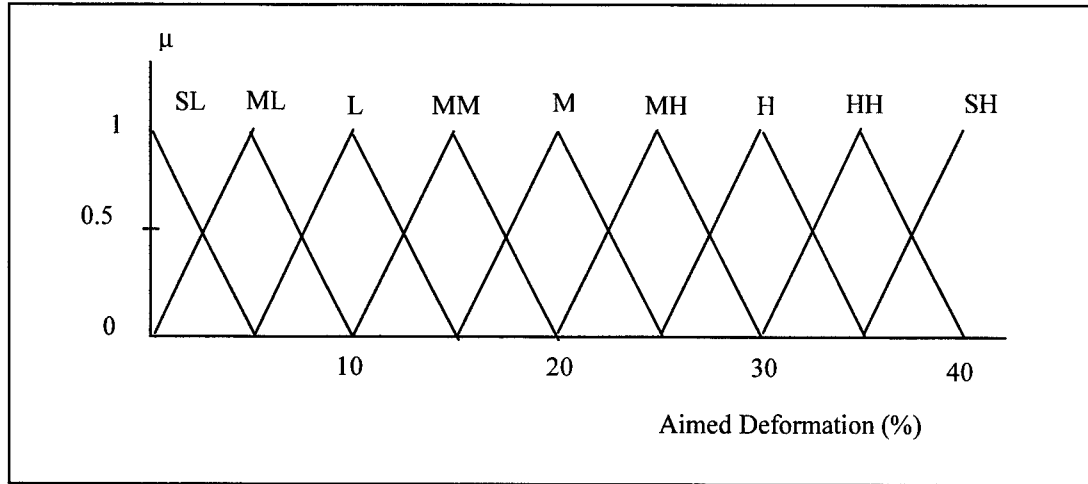 μ
SL ML L MM M MH H HH SH
1
0.5
0
10 20 30 40
Aimed Deformation (%)